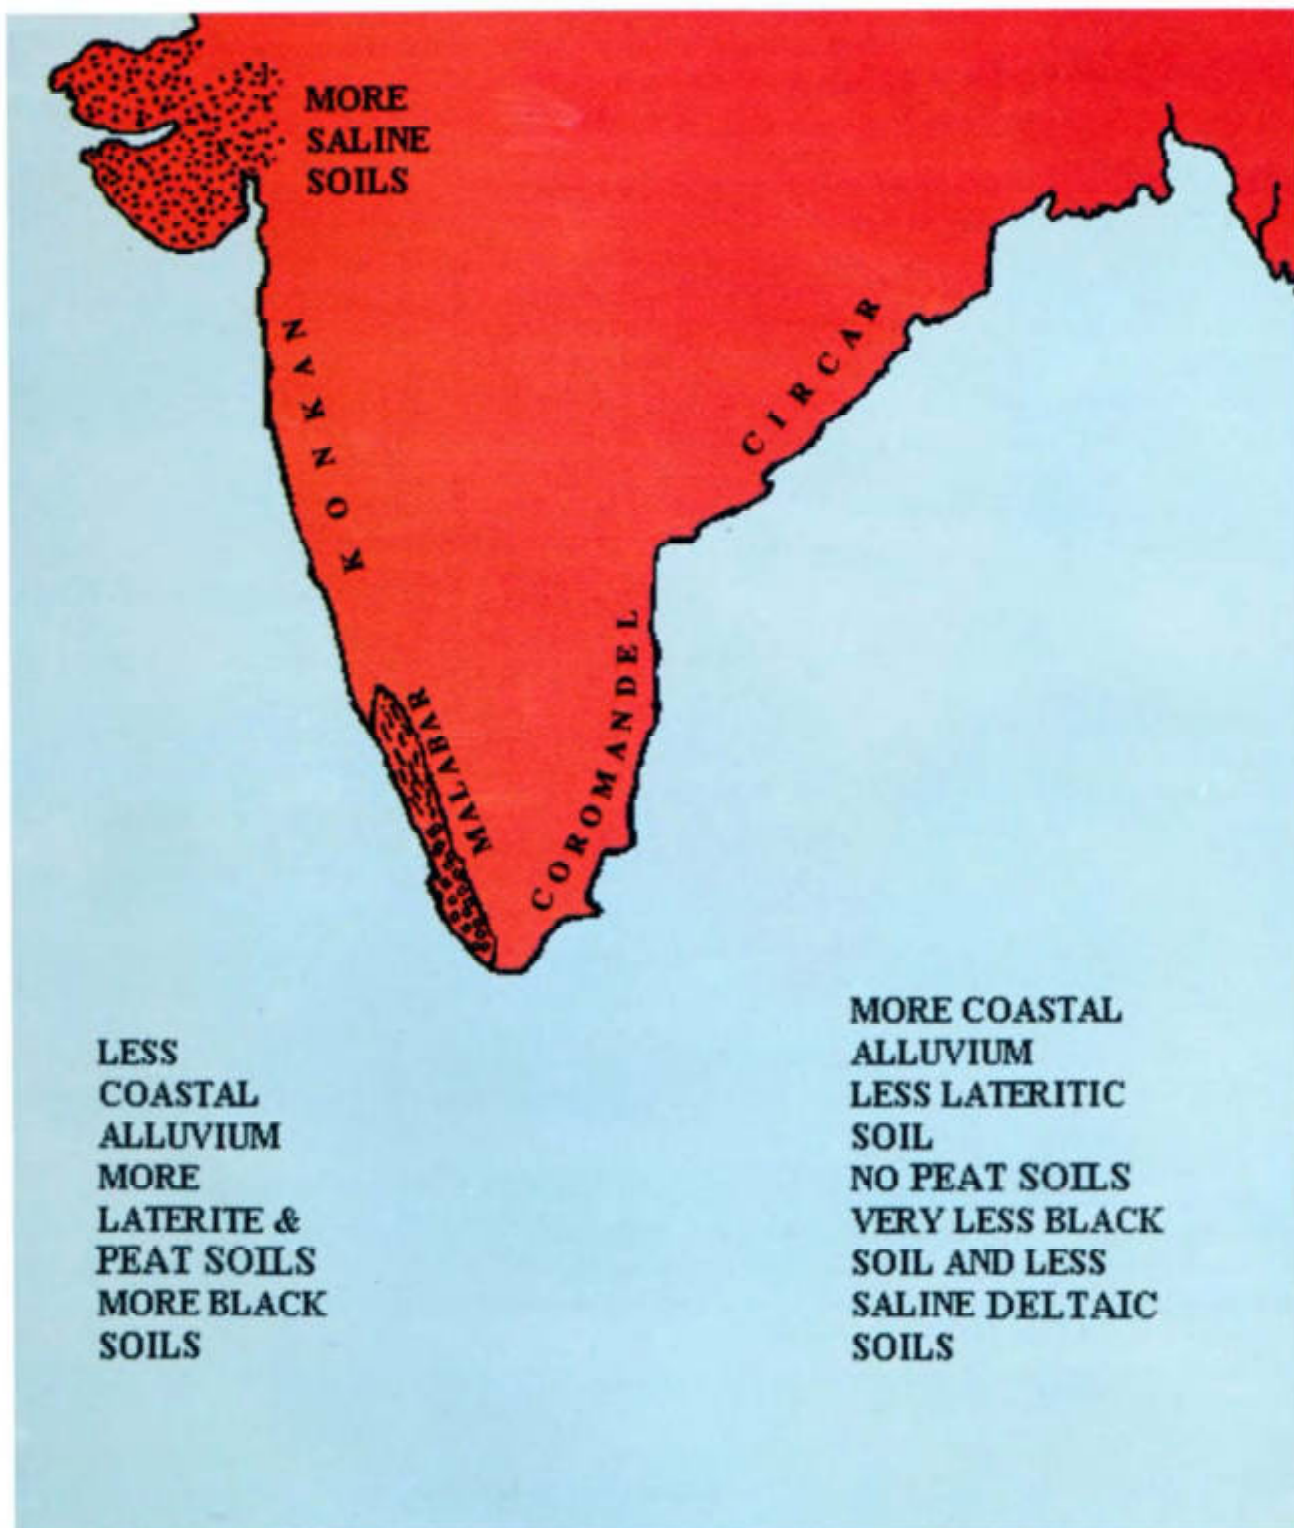 MORE
SALINE
SOILS
KONKAN
CIRCAR
MALABAR
COROMANDEL
LESS
COASTAL
ALLUVIUM
MORE
LATERITE &
PEAT SOILS
MORE BLACK
SOILS
MORE COASTAL
ALLUVIUM
LESS LATERITIC
SOIL
NO PEAT SOILS
VERY LESS BLACK
SOIL AND LESS
SALINE DELTAIC
SOILS